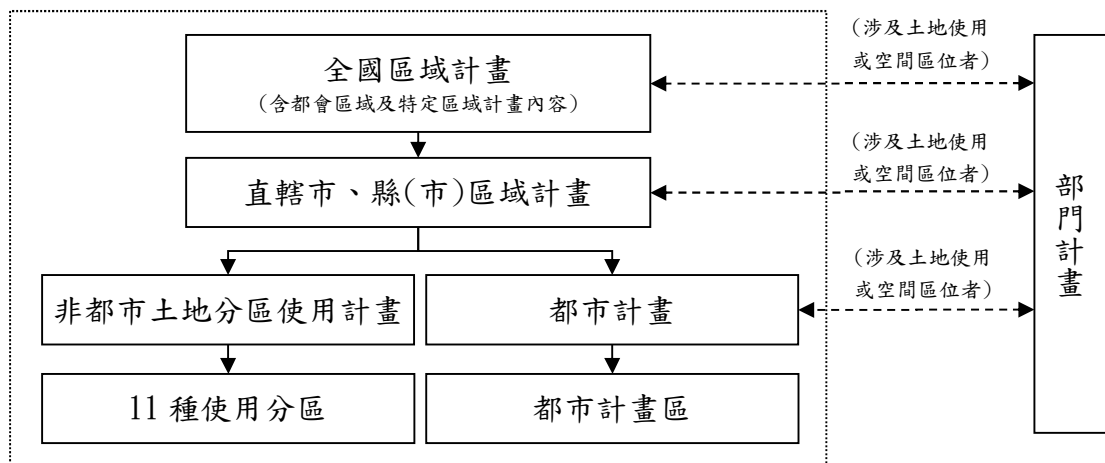 (涉及土地使用
或空間區位者)
全國區域計畫
(含都會區域及特定區域計畫內容)
(涉及土地使用
或空間區位者)
直轄市、縣(市)區域計畫
部門計畫
(涉及土地使用
或空間區位者)
非都市土地分區使用計畫
都市計畫
11 種使用分區
都市計畫區